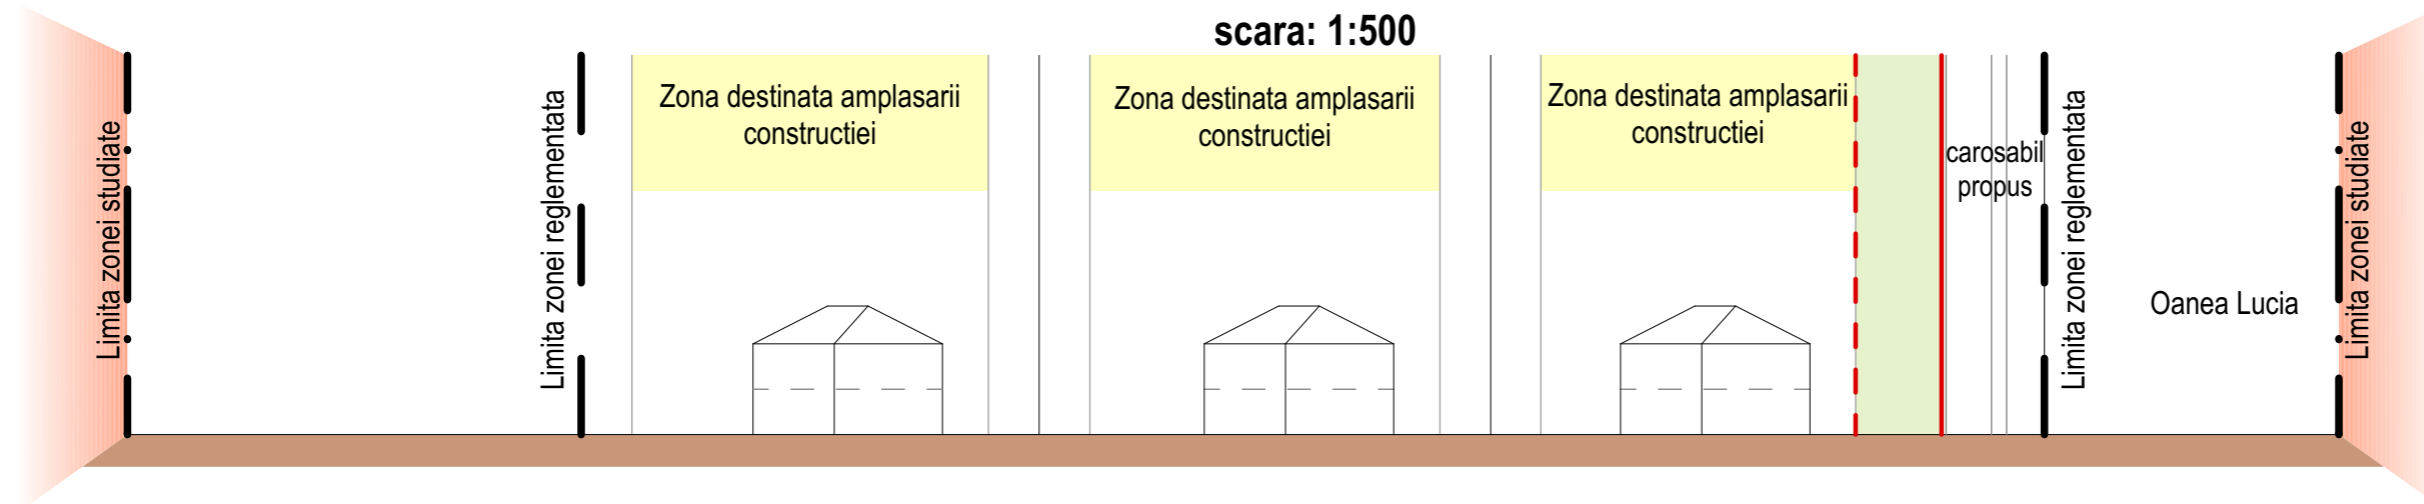 scara: 1:500
Limita zonei studiate
Limita zonei reglementata
Zona destinata amplasarii
constructiei
Zona destinata amplasarii
constructiei
Zona destinata amplasarii
constructiei
carosabil
propus
Limita zonei reglementata
Oanea Lucia
Limita zonei studiate